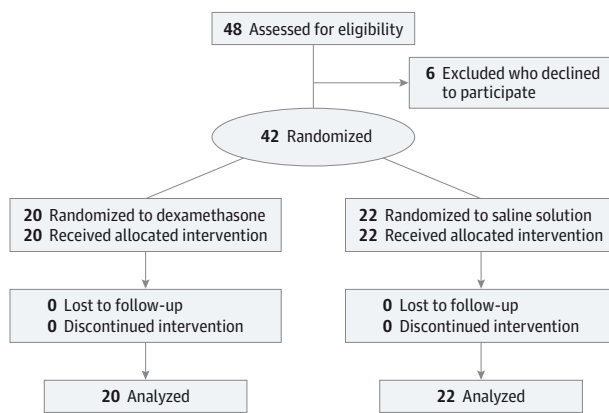 48 Assessed for eligibility
6 Excluded who declined
to participate
42 Randomized
20 Randomized to dexamethasone
20 Received allocated intervention
22 Randomized to saline solution
22 Received allocated intervention
0 Lost to follow-up
0 Discontinued intervention
0 Lost to follow-up
0 Discontinued intervention
20 Analyzed
22 Analyzed